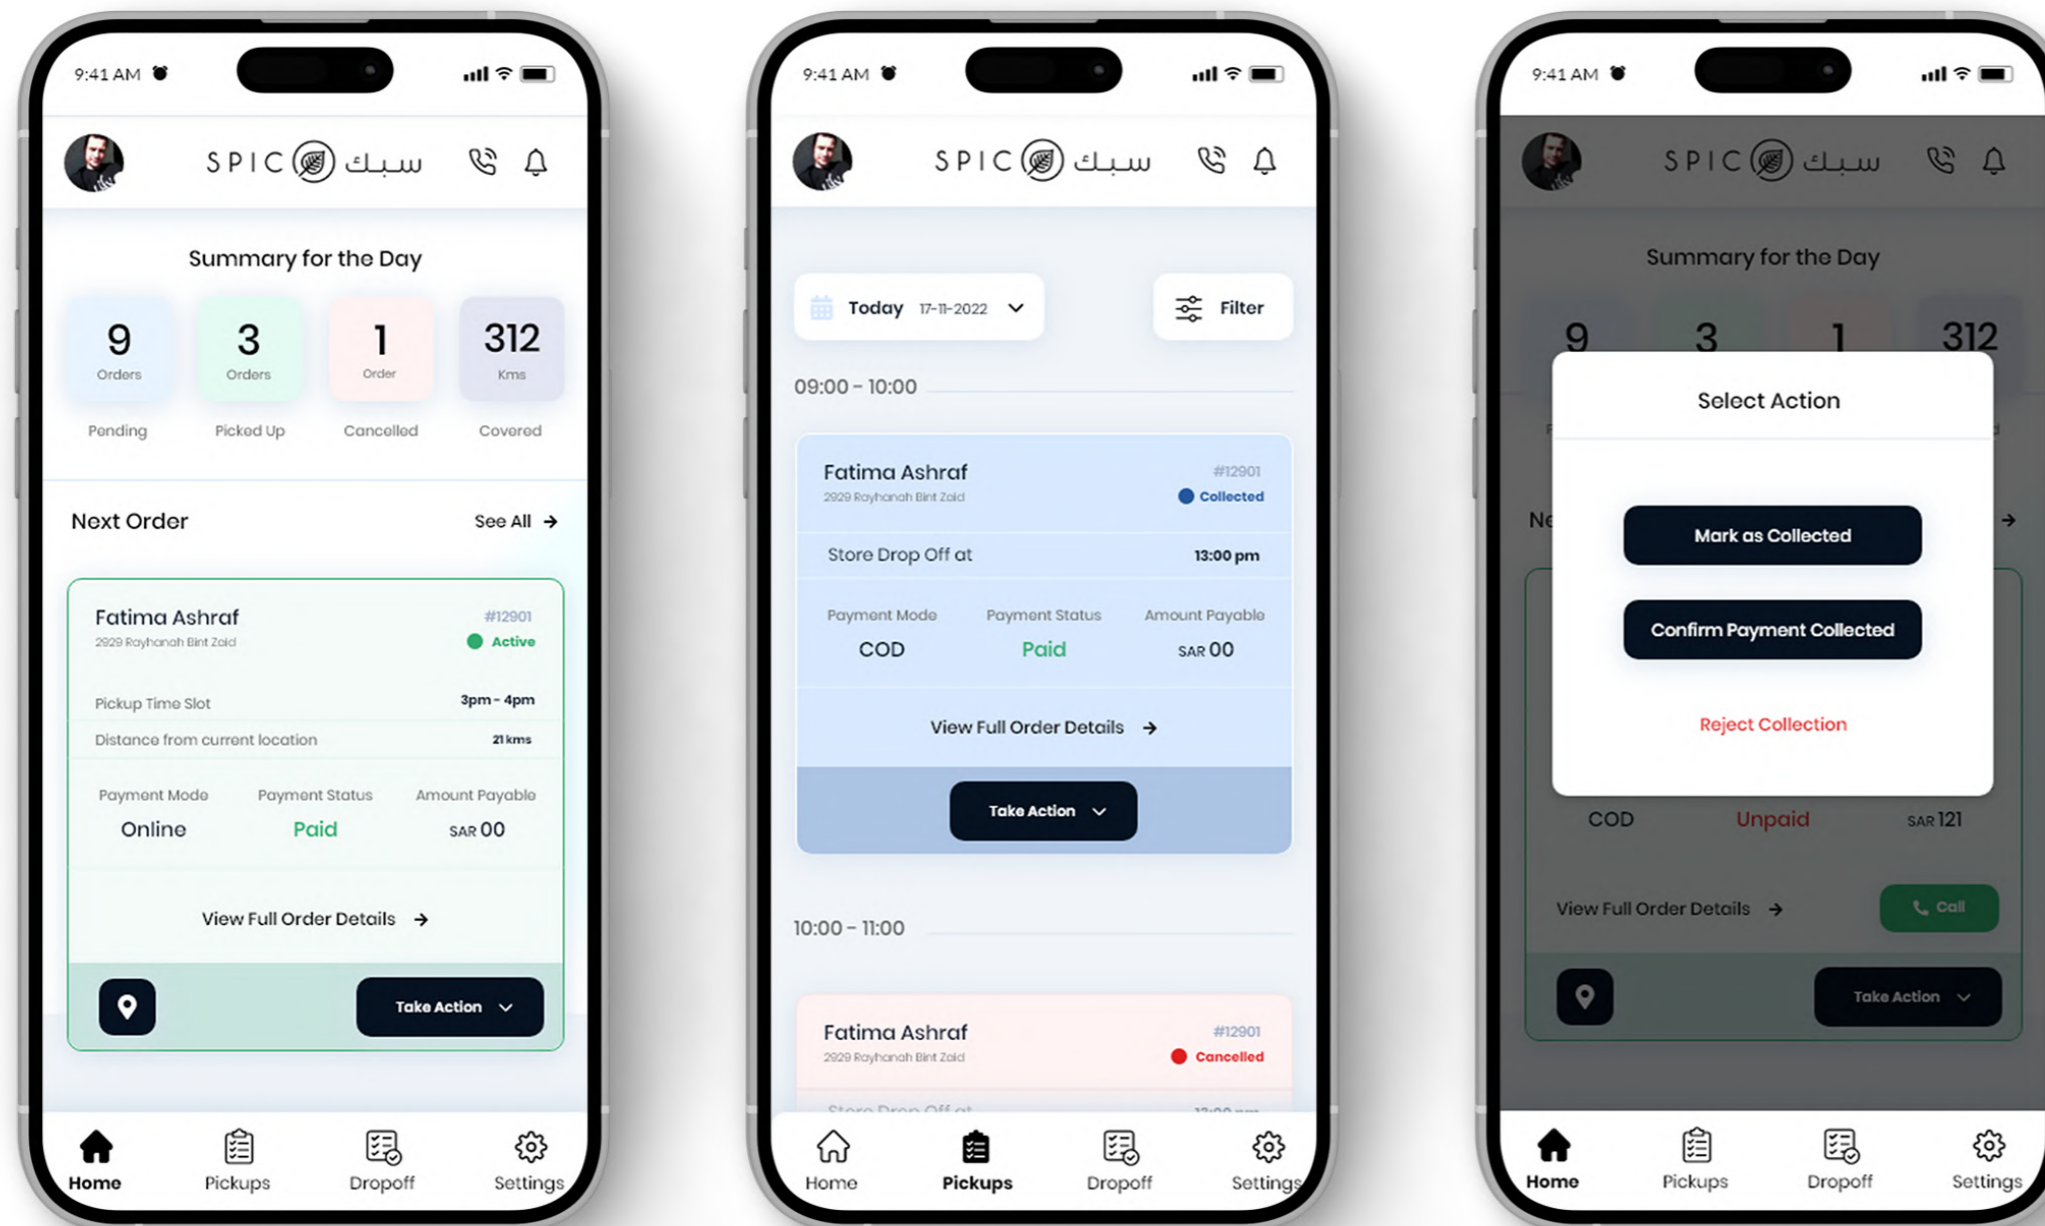 9:41 AM
SPIC سبك
Summary for the Day
9 3 1 312
Orders Orders Order Kms
Pending Picked Up Cancelled Covered
Next Order See All
Fatima Ashraf #12901
2929 Rayhanah Bint Zaid Active
Pickup Time Slot 3pm - 4pm
Distance from current location 21 kms
Payment Mode Payment Status Amount Payable
Online Paid SAR 00
View Full Order Details
Take Action
Home Pickups Dropoff Settings
9:41 AM
SPIC سبك
Today 17-11-2022 Filter
09:00 - 10:00
Fatima Ashraf #12901
2929 Rayhanah Bint Zaid Collected
Store Drop Off at 13:00 pm
Payment Mode Payment Status Amount Payable
COD Paid SAR 00
View Full Order Details
Take Action
10:00 - 11:00
Fatima Ashraf #12901
2929 Rayhanah Bint Zaid Cancelled
Store Drop Off at 13:00 pm
Home Pickups Dropoff Settings
9:41 AM
SPIC سبك
Summary for the Day
9 3 1 312
Select Action
Mark as Collected
Confirm Payment Collected
Reject Collection
COD Unpaid SAR 121
View Full Order Details Call
Take Action
Home Pickups Dropoff Settings